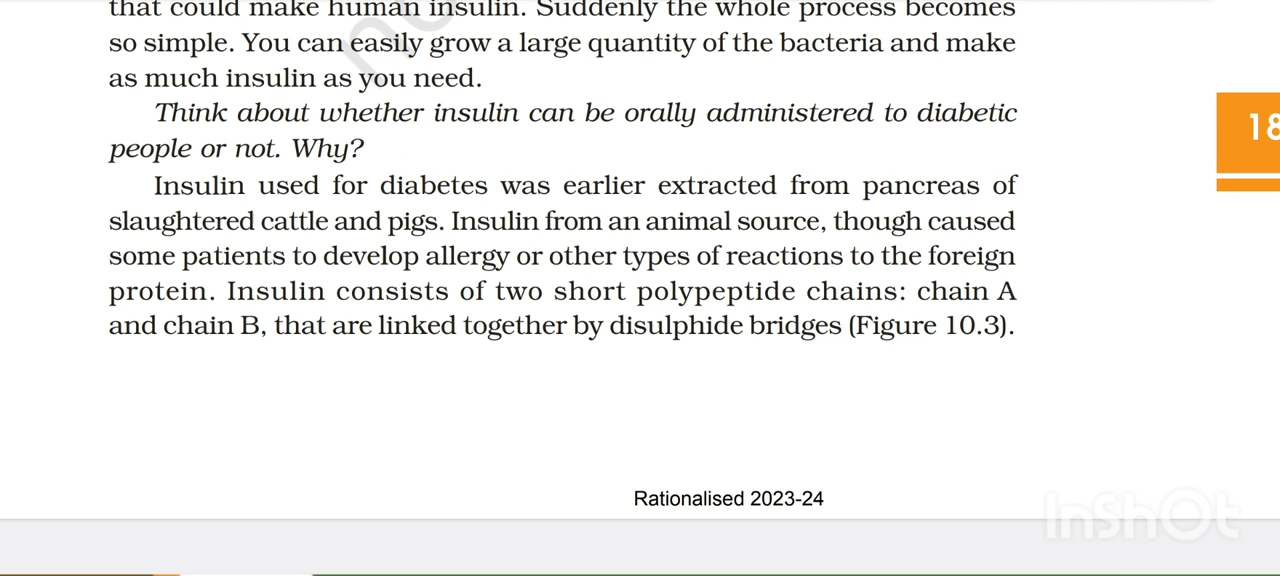 that could make human insulin. Suddenly the whole process becomes
so simple. You can easily grow a large quantity of the bacteria and make
as much insulin as you need.
Think about whether insulin can be orally administered to diabetic
people or not. Why?
Insulin used for diabetes was earlier extracted from pancreas of
slaughtered cattle and pigs. Insulin from an animal source, though caused
some patients to develop allergy or other types of reactions to the foreign
protein. Insulin consists of two short polypeptide chains: chain A
and chain B, that are linked together by disulphide bridges (Figure 10.3).
18
Rationalised 2023-24
InShOt